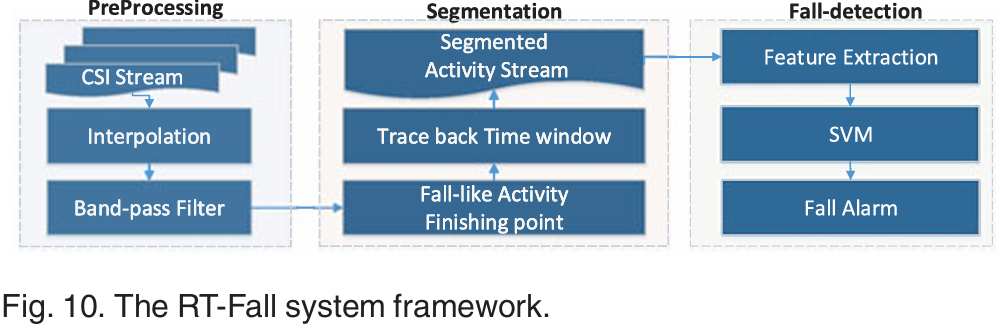 PreProcessing
CSI Stream
Interpolation
Band-pass Filter
Segmentation
Segmented
Activity Stream
Trace back Time window
Fall-like Activity
Finishing point
Fall-detection
Feature Extraction
SVM
Fall Alarm
Fig. 10. The RT-Fall system framework.